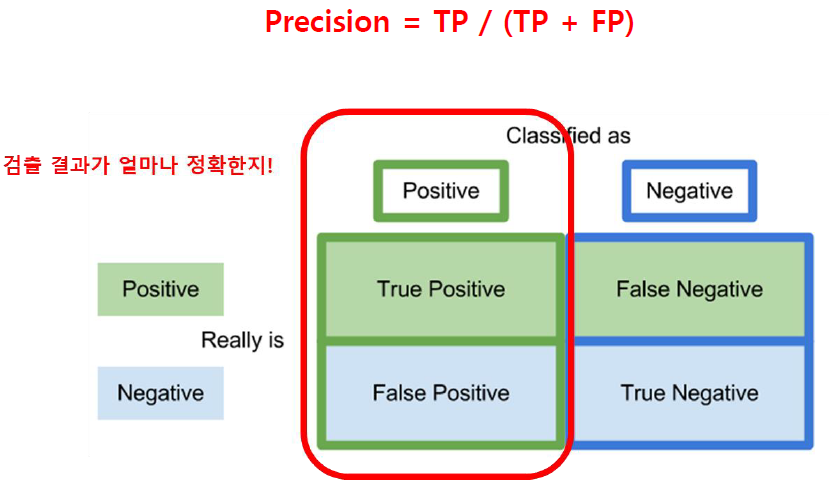 Precision = TP / (TP + FP)
Classified as
검출 결과가 얼마나 정확한지!
Positive
Negative
Positive
True Positive
False Negative
Really is
Negative
False Positive
True Negative